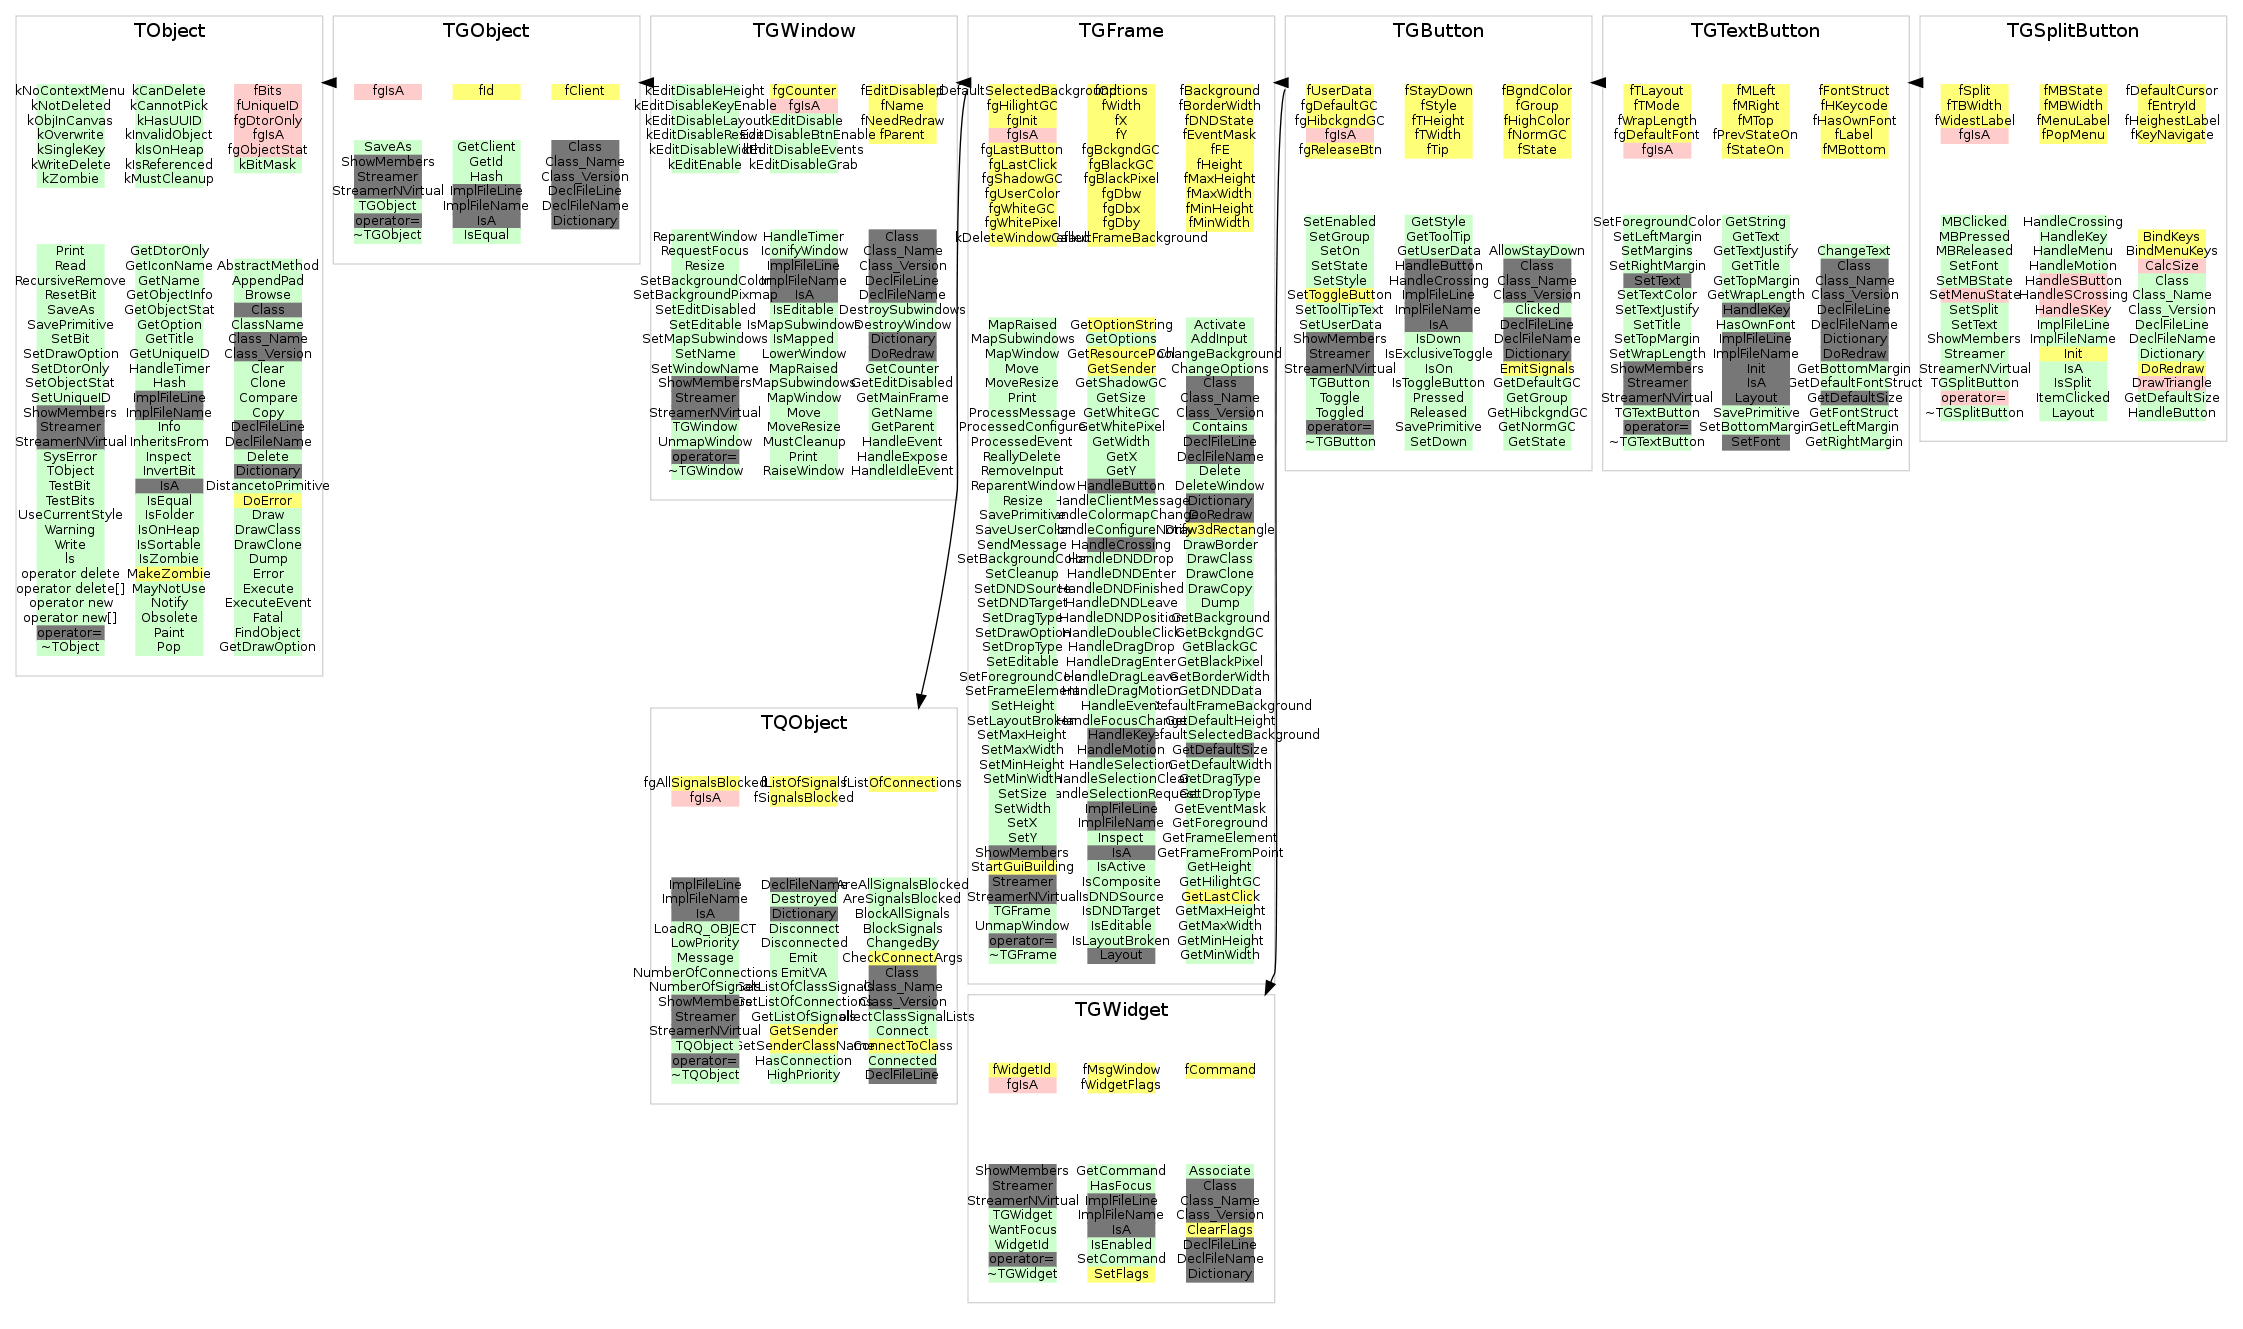 TObject
kNoContextMenu kCanDelete fBits
kNotDeleted kCannotPick fUniqueID
kObjInCanvas kHasUUID fgDtorOnly
kOverwrite kInvalidObject fgIsA
kSingleKey kIsOnHeap fgObjectStat
kWriteDelete kIsReferenced kBitMask
kZombie kMustCleanup
Print GetDtorOnly
Read GetIconName AbstractMethod
RecursiveRemove GetName AppendPad
ResetBit GetObjectInfo Browse
SaveAs GetObjectStat Class
SavePrimitive GetOption ClassName
SetBit GetTitle Class_Name
SetDrawOption GetUniqueID Class_Version
SetDtorOnly HandleTimer Clear
SetObjectStat Hash Clone
SetUniqueID ImplFileLine Compare
ShowMembers ImplFileName Copy
Streamer Info DeclFileLine
StreamerNVirtual InheritsFrom DeclFileName
SysError Inspect Delete
TObject InvertBit Dictionary
TestBit IsA DistancetoPrimitive
TestBits IsEqual DoError
UseCurrentStyle IsFolder Draw
Warning IsOnHeap DrawClass
Write IsSortable DrawClone
ls IsZombie Dump
operator delete MakeZombie Error
operator delete[] MayNotUse Execute
operator new Notify ExecuteEvent
operator new[] Obsolete Fatal
operator= Paint FindObject
~TObject Pop GetDrawOption
TGObject
fgIsA fId fClient
SaveAs GetClient Class
ShowMembers GetId Class_Name
Streamer Hash Class_Version
StreamerNVirtual ImplFileLine DeclFileLine
TGObject ImplFileName DeclFileName
operator= IsA Dictionary
~TGObject IsEqual
TGWindow
kEditDisableHeight fgCounter fEditDisabled
kEditDisableKeyEnable fgIsA fName
kEditDisableLayout kEditDisable fNeedRedraw
kEditDisableResize kEditDisableBtnEnable fParent
kEditDisableWidth kEditDisableEvents
kEditEnable kEditDisableGrab
ReparentWindow HandleTimer Class
RequestFocus IconifyWindow Class_Name
Resize ImplFileLine Class_Version
SetBackgroundColor ImplFileName DeclFileLine
SetBackgroundPixmap IsA DeclFileName
SetEditDisabled IsEditable DestroySubwindows
SetEditable IsMapSubwindows DestroyWindow
SetMapSubwindows IsMapped Dictionary
SetName LowerWindow DoRedraw
SetWindowName MapRaised GetCounter
ShowMembers MapSubwindows GetEditDisabled
Streamer MapWindow GetMainFrame
StreamerNVirtual Move GetName
TGWindow MoveResize GetParent
UnmapWindow MustCleanup HandleEvent
operator= Print HandleExpose
~TGWindow RaiseWindow HandleIdleEvent
TQObject
fgAllSignalsBlocked fListOfSignals fListOfConnections
fgIsA fSignalsBlocked
ImplFileLine DeclFileName AreAllSignalsBlocked
ImplFileName Destroyed AreSignalsBlocked
IsA Dictionary BlockAllSignals
LoadRQ_OBJECT Disconnect BlockSignals
LowPriority Disconnected ChangedBy
Message Emit CheckConnectArgs
NumberOfConnections EmitVA Class
NumberOfSignals GetListOfClassSignals Class_Name
ShowMembers GetListOfConnections Class_Version
Streamer GetListOfSignals CollectClassSignalLists
StreamerNVirtual GetSender Connect
TQObject GetSenderClassName ConnectToClass
operator= HasConnection Connected
~TQObject HighPriority DeclFileLine
TGFrame
fgDefaultSelectedBackground fOptions fBackground
fgHilightGC fWidth fBorderWidth
fgInit fX fDNDState
fgIsA fY fEventMask
fgLastButton fgBckgndGC fFE
fgLastClick fgBlackGC fHeight
fgShadowGC fgBlackPixel fMaxHeight
fgUserColor fgDbw fMaxWidth
fgWhiteGC fgDbx fMinHeight
fgWhitePixel fgDby fMinWidth
kDeleteWindowCalled fgDefaultFrameBackground
MapRaised GetOptionString Activate
MapSubwindows GetOptions AddInput
MapWindow GetResourcePool ChangeBackground
Move GetSender ChangeOptions
MoveResize GetShadowGC Class
Print GetSize Class_Name
ProcessMessage GetWhiteGC Class_Version
ProcessedConfigure GetWhitePixel Contains
ProcessedEvent GetWidth DeclFileLine
ReallyDelete GetX DeclFileName
RemoveInput GetY Delete
ReparentWindow HandleButton DeleteWindow
Resize HandleClientMessage Dictionary
SavePrimitive HandleColormapChange DoRedraw
SaveUserColor HandleConfigureNotify Draw3dRectangle
SendMessage HandleCrossing DrawBorder
SetBackgroundColor HandleDNDDrop DrawClass
SetCleanup HandleDNDEnter DrawClone
SetDNDSource HandleDNDFinished DrawCopy
SetDNDTarget HandleDNDLeave Dump
SetDragType HandleDNDPosition GetBackground
SetDrawOption HandleDoubleClick GetBckgndGC
SetDropType HandleDragDrop GetBlackGC
SetEditable HandleDragEnter GetBlackPixel
SetForegroundColor HandleDragLeave GetBorderWidth
SetFrameElement HandleDragMotion GetDNDData
SetHeight HandleEvent GetDefaultFrameBackground
SetLayoutBroken HandleFocusChange GetDefaultHeight
SetMaxHeight HandleKey GetDefaultSelectedBackground
SetMaxWidth HandleMotion GetDefaultSize
SetMinHeight HandleSelection GetDefaultWidth
SetMinWidth HandleSelectionClear GetDragType
SetSize HandleSelectionRequest GetDropType
SetWidth ImplFileLine GetEventMask
SetX ImplFileName GetForeground
SetY Inspect GetFrameElement
ShowMembers IsA GetFrameFromPoint
StartGuiBuilding IsActive GetHeight
Streamer IsComposite GetHilightGC
StreamerNVirtual IsDNDSource GetLastClick
TGFrame IsDNDTarget GetMaxHeight
UnmapWindow IsEditable GetMaxWidth
operator= IsLayoutBroken GetMinHeight
~TGFrame Layout GetMinWidth
TGWidget
fWidgetId fMsgWindow fCommand
fgIsA fWidgetFlags
ShowMembers GetCommand Associate
Streamer HasFocus Class
StreamerNVirtual ImplFileLine Class_Name
TGWidget ImplFileName Class_Version
WantFocus IsA ClearFlags
WidgetId IsEnabled DeclFileLine
operator= SetCommand DeclFileName
~TGWidget SetFlags Dictionary
TGButton
fUserData fStayDown fBgndColor
fgDefaultGC fStyle fGroup
fgHibckgndGC fTHeight fHighColor
fgIsA fTWidth fNormGC
fgReleaseBtn fTip fState
SetEnabled GetStyle
SetGroup GetToolTip
SetOn GetUserData AllowStayDown
SetState HandleButton Class
SetStyle HandleCrossing Class_Name
SetToggleButton ImplFileLine Class_Version
SetToolTipText ImplFileName Clicked
SetUserData IsA DeclFileLine
ShowMembers IsDown DeclFileName
Streamer IsExclusiveToggle Dictionary
StreamerNVirtual IsOn EmitSignals
TGButton IsToggleButton GetDefaultGC
Toggle Pressed GetGroup
Toggled Released GetHibckgndGC
operator= SavePrimitive GetNormGC
~TGButton SetDown GetState
TGTextButton
fTLayout fMLeft fFontStruct
fTMode fMRight fHKeycode
fWrapLength fMTop fHasOwnFont
fgDefaultFont fPrevStateOn fLabel
fgIsA fStateOn fMBottom
SetForegroundColor GetString
SetLeftMargin GetText
SetMargins GetTextJustify ChangeText
SetRightMargin GetTitle Class
SetText GetTopMargin Class_Name
SetTextColor GetWrapLength Class_Version
SetTextJustify HandleKey DeclFileLine
SetTitle HasOwnFont DeclFileName
SetTopMargin ImplFileLine Dictionary
SetWrapLength ImplFileName DoRedraw
ShowMembers Init GetBottomMargin
Streamer IsA GetDefaultFontStruct
StreamerNVirtual Layout GetDefaultSize
TGTextButton SavePrimitive GetFontStruct
operator= SetBottomMargin GetLeftMargin
~TGTextButton SetFont GetRightMargin
TGSplitButton
fSplit fMBState fDefaultCursor
fTBWidth fMBWidth fEntryId
fWidestLabel fMenuLabel fHeighestLabel
fgIsA fPopMenu fKeyNavigate
MBClicked HandleCrossing
MBPressed HandleKey BindKeys
MBReleased HandleMenu BindMenuKeys
SetFont HandleMotion CalcSize
SetMBState HandleSButton Class
SetMenuState HandleSCrossing Class_Name
SetSplit HandleSKey Class_Version
SetText ImplFileLine DeclFileLine
ShowMembers ImplFileName DeclFileName
Streamer Init Dictionary
StreamerNVirtual IsA DoRedraw
TGSplitButton IsSplit DrawTriangle
operator= ItemClicked GetDefaultSize
~TGSplitButton Layout HandleButton